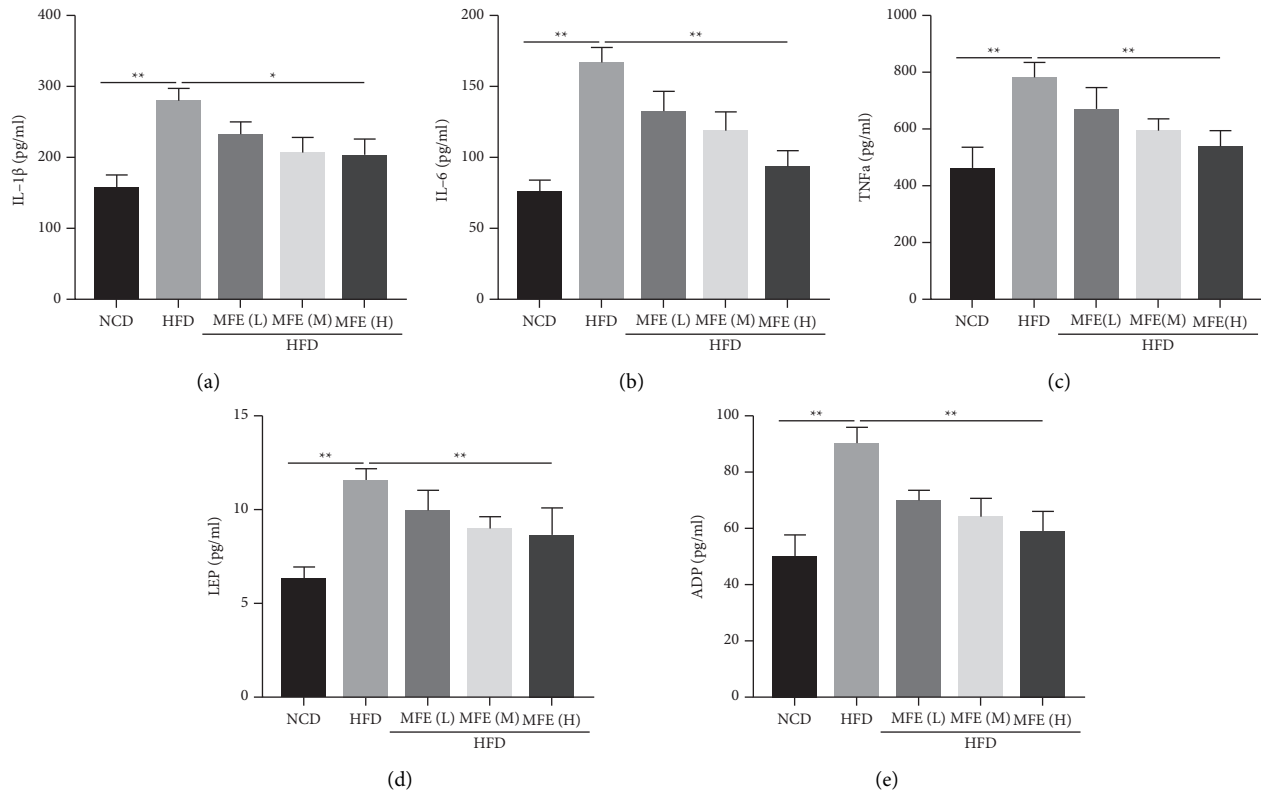 400
300
200
100
0
IL–1β (pg/ml)
**
*
NCD
HFD
MFE (L)
MFE (M)
MFE (H)
HFD
(a)
200
150
100
50
0
IL–6 (pg/ml)
**
**
NCD
HFD
MFE (L)
MFE (M)
MFE (H)
HFD
(b)
1000
800
600
400
200
0
TNFa (pg/ml)
**
**
NCD
HFD
MFE(L)
MFE(M)
MFE(H)
HFD
(c)
15
10
5
0
LEP (pg/ml)
**
**
NCD
HFD
MFE (L)
MFE (M)
MFE (H)
HFD
(d)
100
80
60
40
20
0
ADP (pg/ml)
**
**
NCD
HFD
MFE (L)
MFE (M)
MFE (H)
HFD
(e)